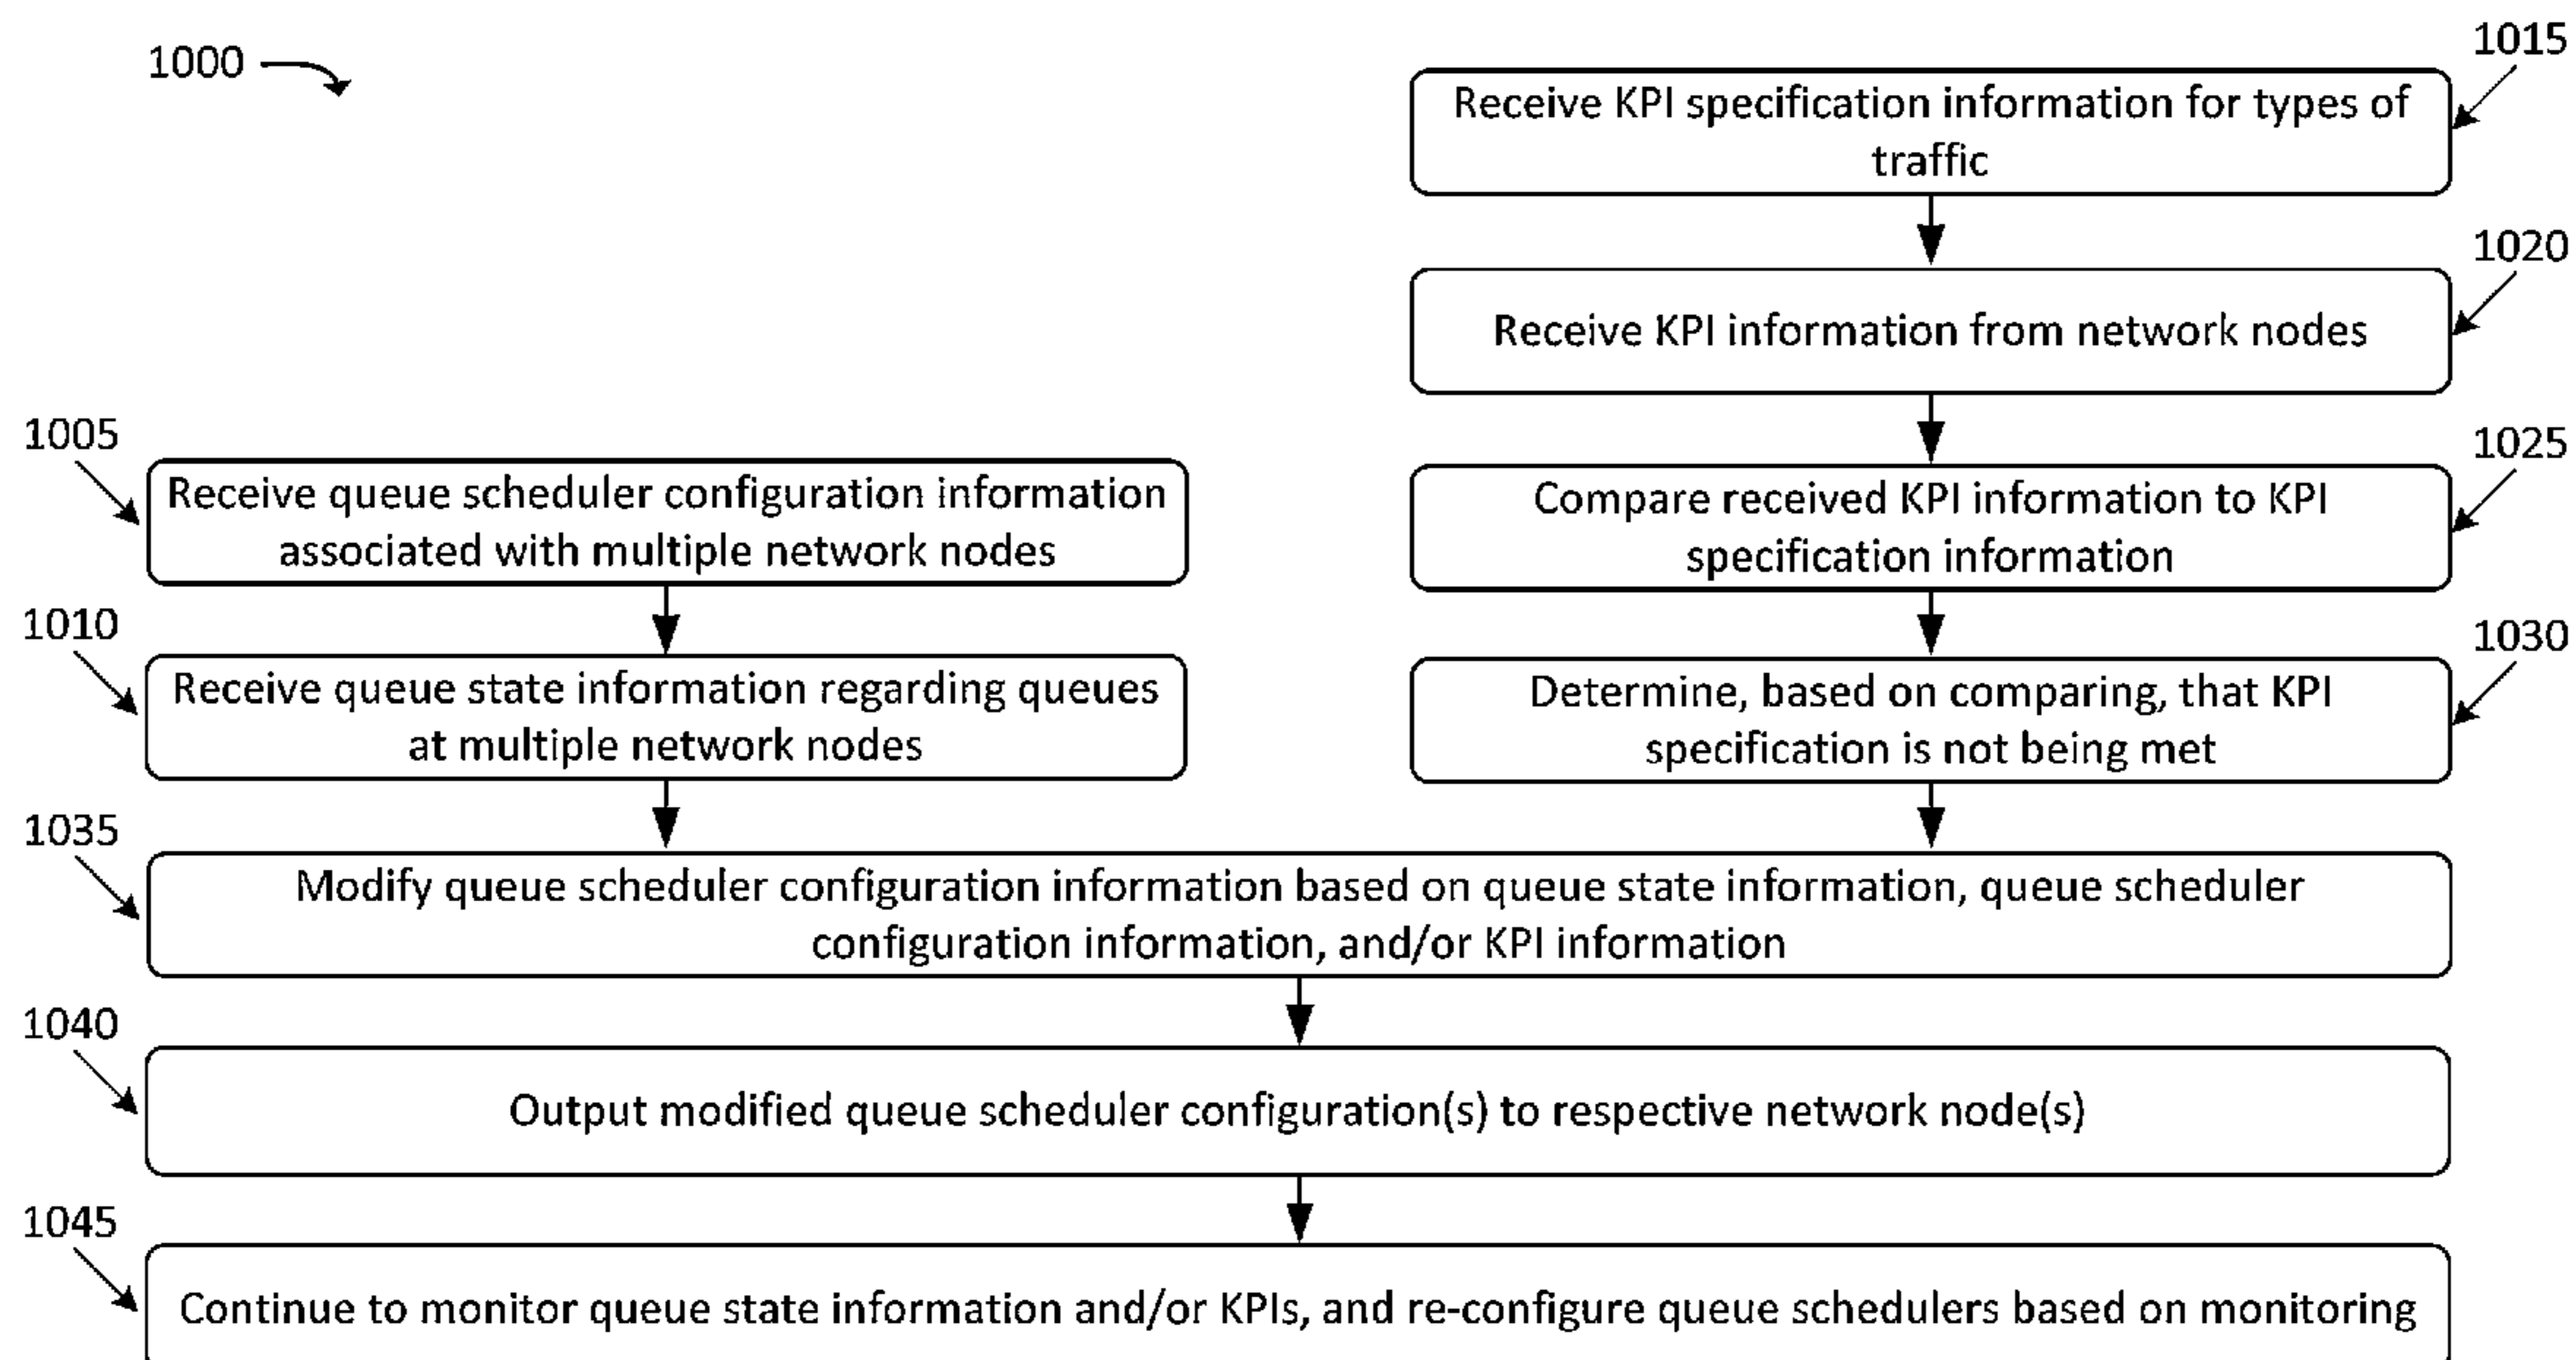 1000
1015
Receive KPI specification information for types of
traffic
1020
Receive KPI information from network nodes
1005
Receive queue scheduler configuration information
associated with multiple network nodes
1025
Compare received KPI information to KPI
specification information
1010
Receive queue state information regarding queues
at multiple network nodes
1030
Determine, based on comparing, that KPI
specification is not being met
1035
Modify queue scheduler configuration information based on queue state information, queue scheduler
configuration information, and/or KPI information
1040
Output modified queue scheduler configuration(s) to respective network node(s)
1045
Continue to monitor queue state information and/or KPIs, and re-configure queue schedulers based on monitoring